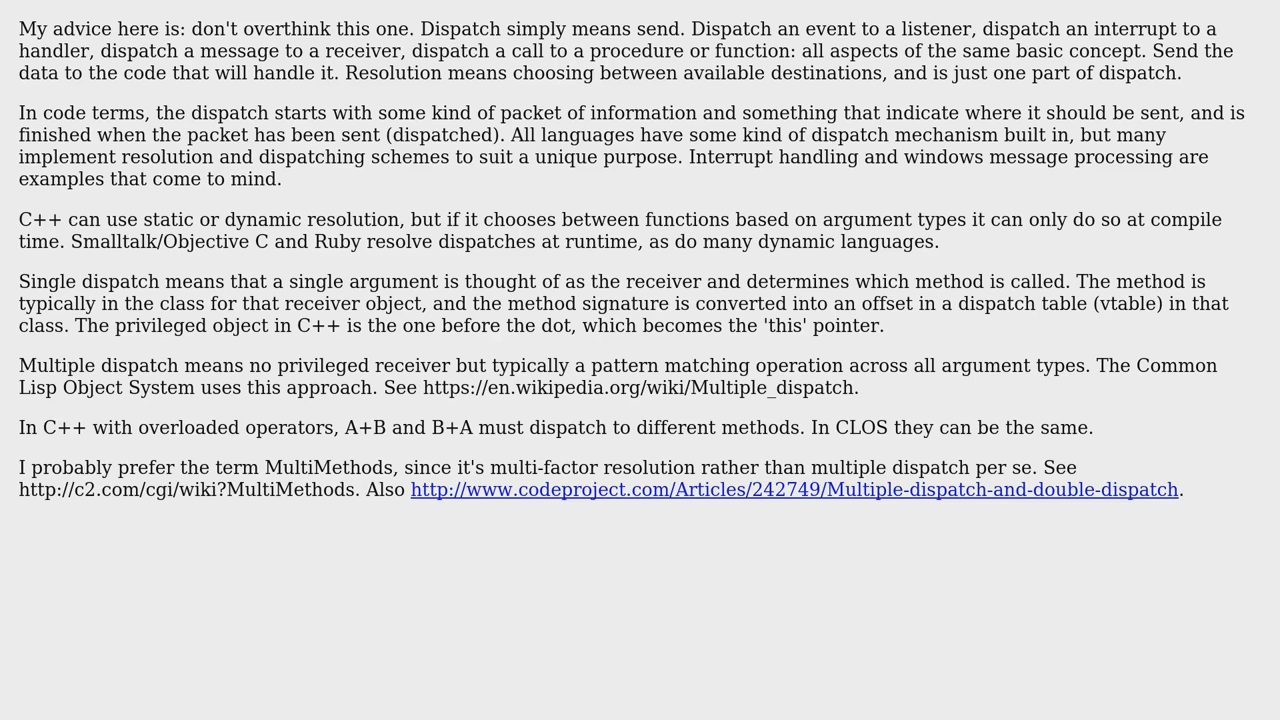 My advice here is: don't overthink this one. Dispatch simply means send. Dispatch an event to a listener, dispatch an interrupt to a
handler, dispatch a message to a receiver, dispatch a call to a procedure or function: all aspects of the same basic concept. Send the
data to the code that will handle it. Resolution means choosing between available destinations, and is just one part of dispatch.
In code terms, the dispatch starts with some kind of packet of information and something that indicate where it should be sent, and is
finished when the packet has been sent (dispatched). All languages have some kind of dispatch mechanism built in, but many
implement resolution and dispatching schemes to suit a unique purpose. Interrupt handling and windows message processing are
examples that come to mind.
C++ can use static or dynamic resolution, but if it chooses between functions based on argument types it can only do so at compile
time. Smalltalk/Objective C and Ruby resolve dispatches at runtime, as do many dynamic languages.
Single dispatch means that a single argument is thought of as the receiver and determines which method is called. The method is
typically in the class for that receiver object, and the method signature is converted into an offset in a dispatch table (vtable) in that
class. The privileged object in C++ is the one before the dot, which becomes the 'this' pointer.
Multiple dispatch means no privileged receiver but typically a pattern matching operation across all argument types. The Common
Lisp Object System uses this approach. See https://en.wikipedia.org/wiki/Multiple_dispatch.
In C++ with overloaded operators, A+B and B+A must dispatch to different methods. In CLOS they can be the same.
I probably prefer the term MultiMethods, since it's multi-factor resolution rather than multiple dispatch per se. See
http://c2.com/cgi/wiki?MultiMethods. Also http://www.codeproject.com/Articles/242749/Multiple-dispatch-and-double-dispatch.